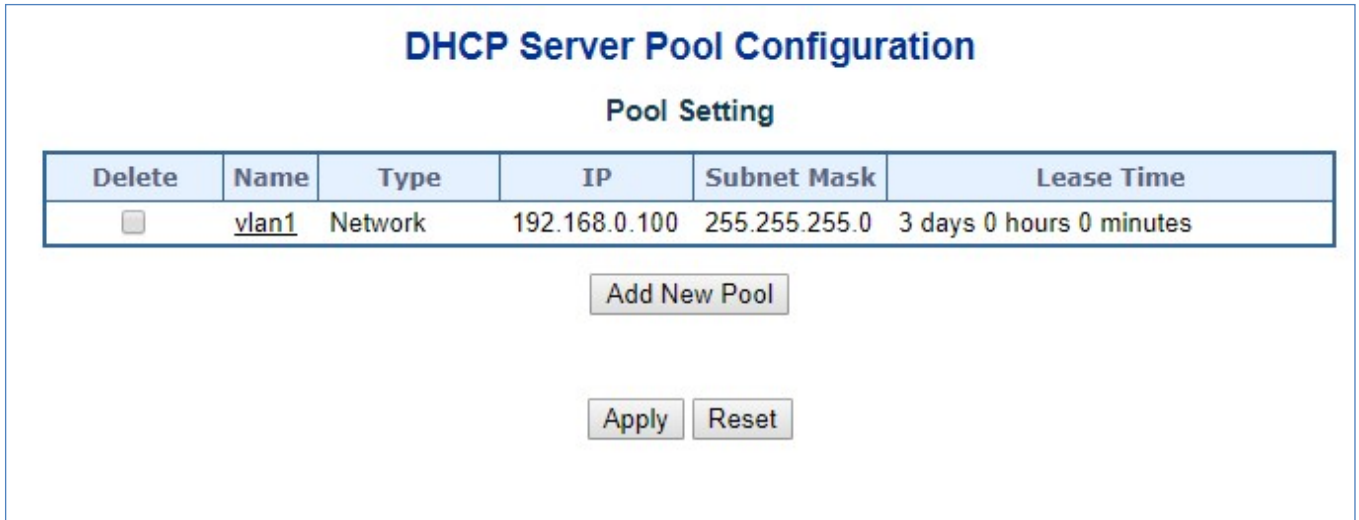 DHCP Server Pool Configuration
Pool Setting
Delete Name Type IP Subnet Mask Lease Time
vlan1 Network 192.168.0.100 255.255.255.0 3 days 0 hours 0 minutes
Add New Pool
Apply Reset